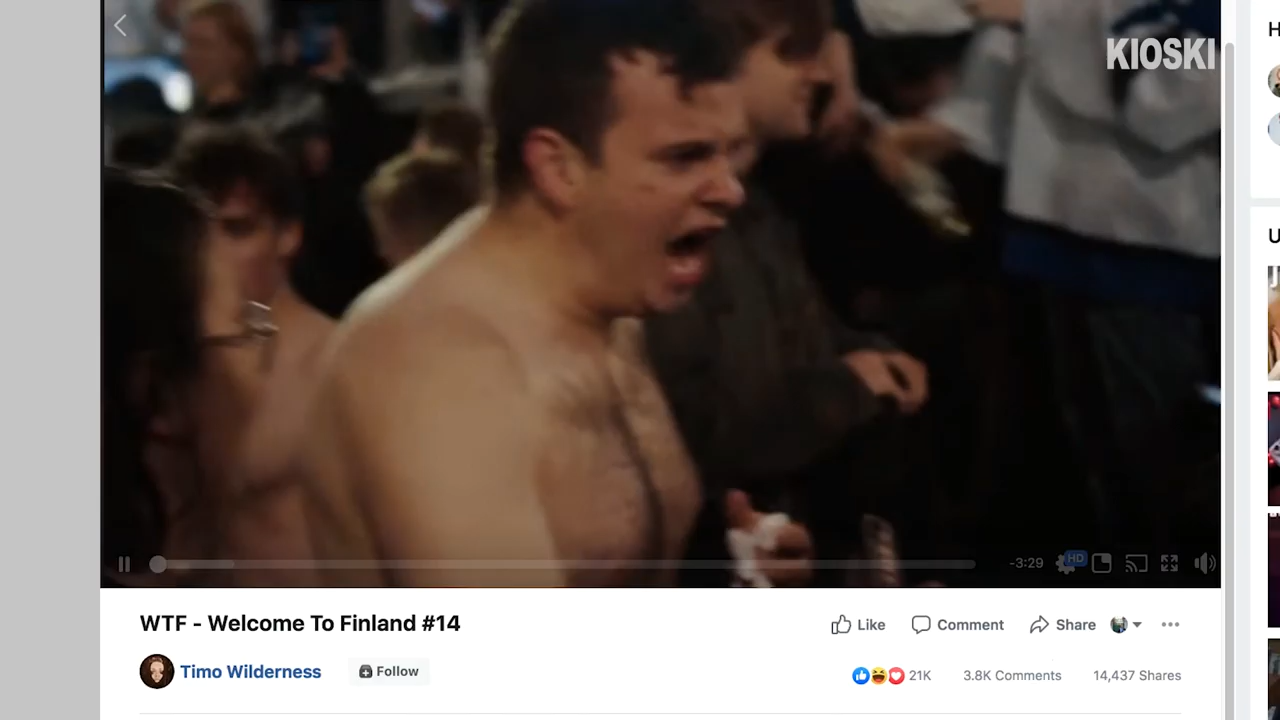 KIOSKI
H
U
-3:29
HD
WTF - Welcome To Finland #14
Like
Comment
Share
Timo Wilderness
Follow
21K
3.8K Comments
14,437 Shares